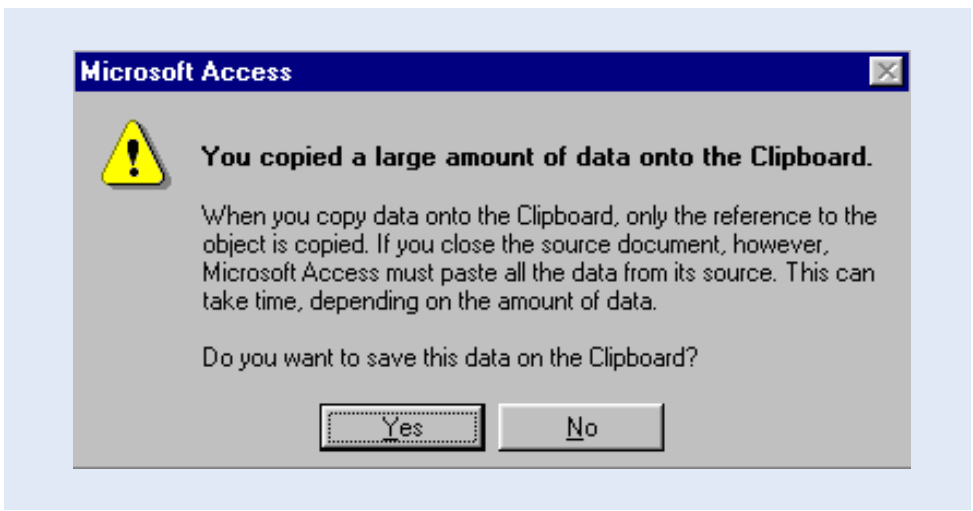 Microsoft Access
You copied a large amount of data onto the Clipboard.
When you copy data onto the Clipboard, only the reference to the
object is copied. If you close the source document, however,
Microsoft Access must paste all the data from its source. This can
take time, depending on the amount of data.
Do you want to save this data on the Clipboard?
Yes No